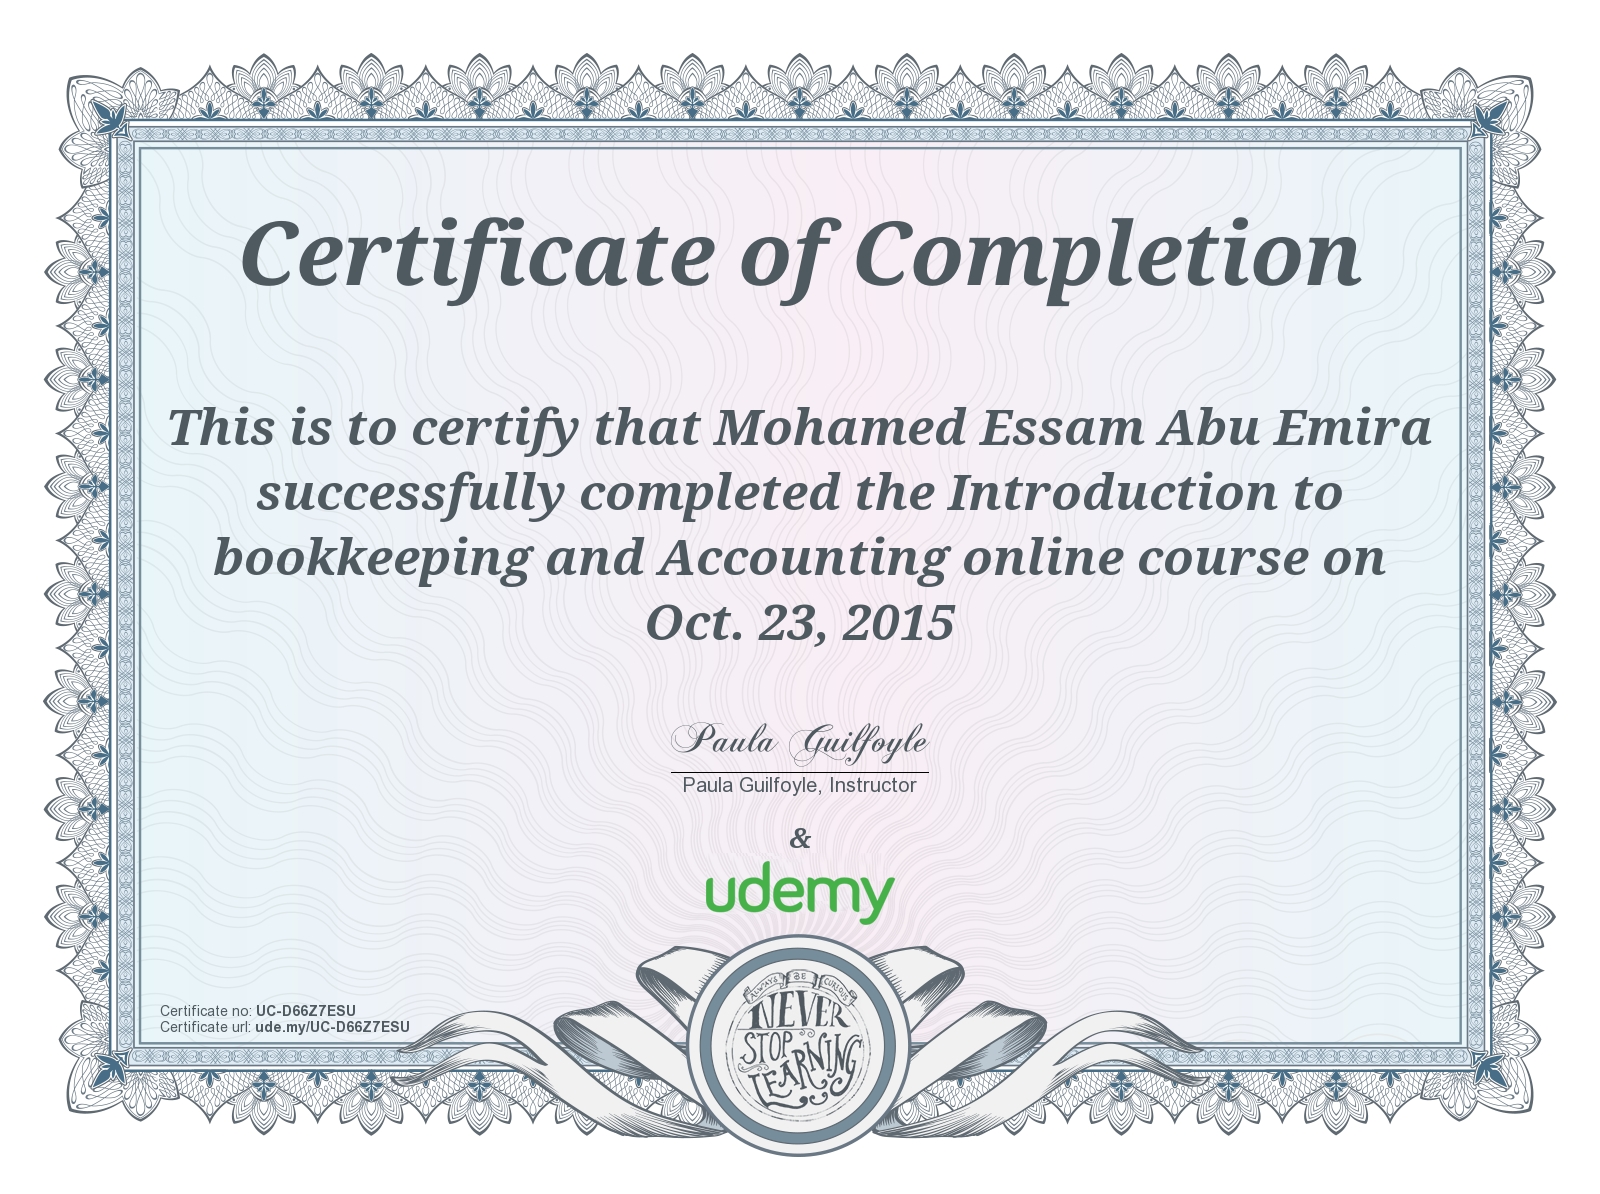 Certificate of Completion
This is to certify that Mohamed Essam Abu Emira
successfully completed the Introduction to
bookkeeping and Accounting online course on
Oct. 23, 2015
Paula Guilfoyle
Paula Guilfoyle, Instructor
&
udemy
Certificate no: UC-D66Z7ESU
Certificate url: ude.my/UC-D66Z7ESU
ALWAYS BE CURIOUS
NEVER
STOP
LEARNING